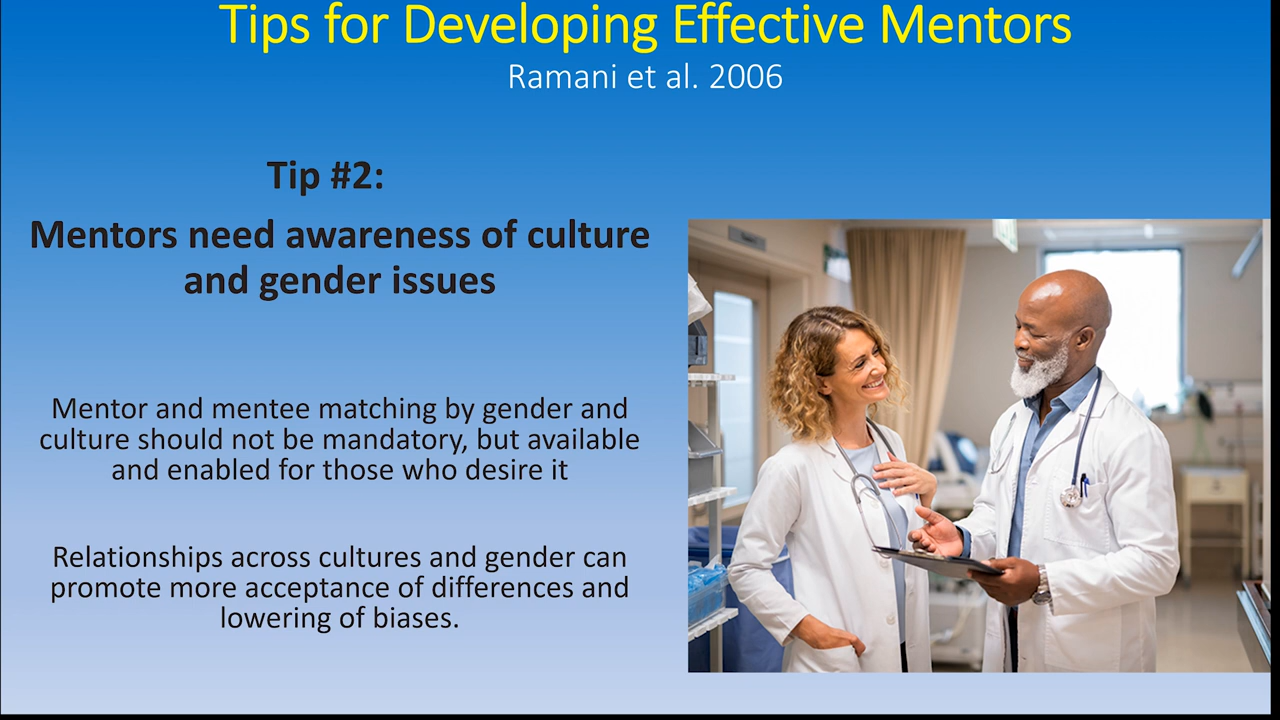 Tips for Developing Effective Mentors
Ramani et al. 2006
Tip #2:
Mentors need awareness of culture
and gender issues
Mentor and mentee matching by gender and
culture should not be mandatory, but available
and enabled for those who desire it
Relationships across cultures and gender can
promote more acceptance of differences and
lowering of biases.